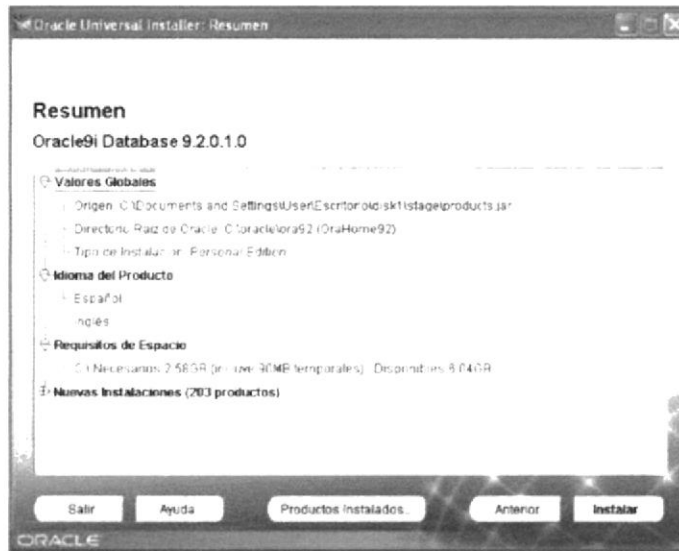 Oracle Universal Installer: Resumen
Resumen
Oracle9i Database 9.2.0.1.0
Valores Globales
Origen: C:\Documents and Settings\User\Escritorio\disk1\stage\products.jar
Directorio Raíz de Oracle: C:\oracle\ora92 (OraHome92)
Tipo de Instalación: Personal Edition
Idioma del Producto
Español
Inglés
Requisitos de Espacio
C:\ Necesarios 2.58GB (incluye 90MB temporales) : Disponibles 6.04GB
Nuevas Instalaciones (203 productos)
Salir Ayuda Productos Instalados... Anterior Instalar
ORACLE